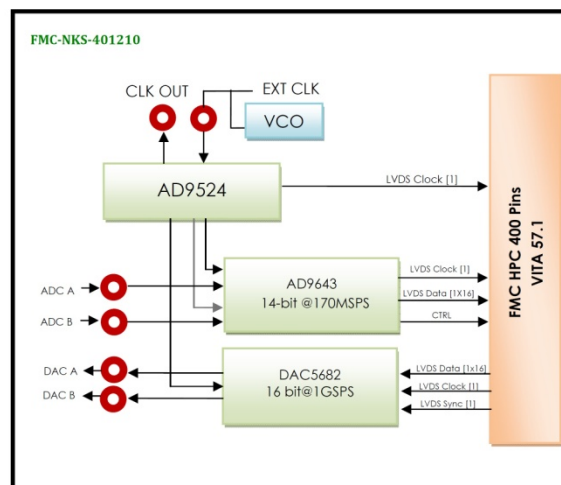 FMC-NKS-401210
CLK OUT
EXT CLK
VCO
AD9524
LVDS Clock [1]
FMC HPC 400 Pins
VITA 57.1
ADC A
ADC B
AD9643
14-bit @170MSPS
LVDS Clock [1]
LVDS Data [1X16]
CTRL
DAC A
DAC B
DAC5682
16 bit@1GSPS
LVDS Data [1x16]
LVDS Clock [1]
LVDS Sync [1]